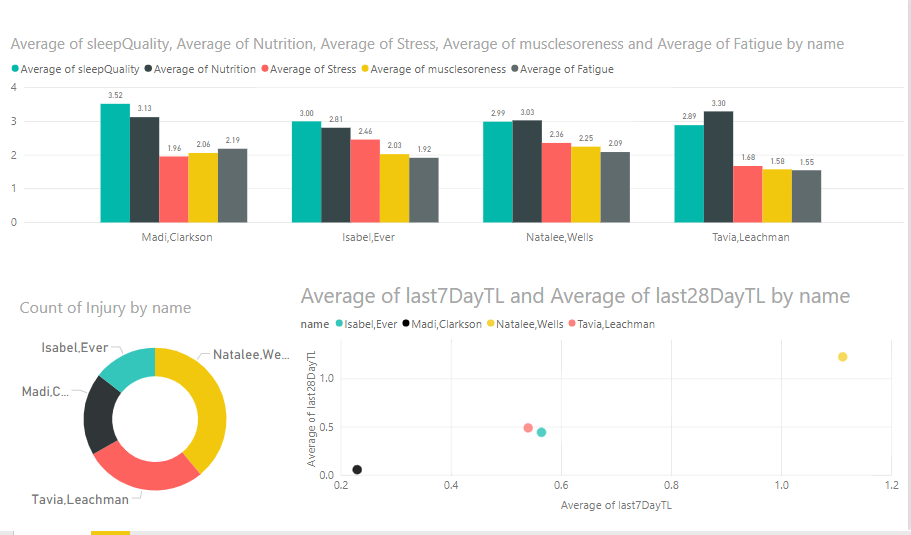 Average of sleepQuality, Average of Nutrition, Average of Stress, Average of musclesoreness and Average of Fatigue by name
Average of sleepQuality Average of Nutrition Average of Stress Average of musclesoreness Average of Fatigue
4
3
2
1
0
3.52 3.13 1.96 2.06 2.19
3.00 2.81 2.46 2.03 1.92
2.99 3.03 2.36 2.25 2.09
2.89 3.30 1.68 1.58 1.55
Madi,Clarkson Isabel,Ever Natalee,Wells Tavia,Leachman
Count of Injury by name
Isabel,Ever
Natalee,We...
Madi,C...
Tavia,Leachman
Average of last7DayTL and Average of last28DayTL by name
name Isabel,Ever Madi,Clarkson Natalee,Wells Tavia,Leachman
Average of last28DayTL
1.0
0.5
0.0
0.2 0.4 0.6 0.8 1.0 1.2
Average of last7DayTL